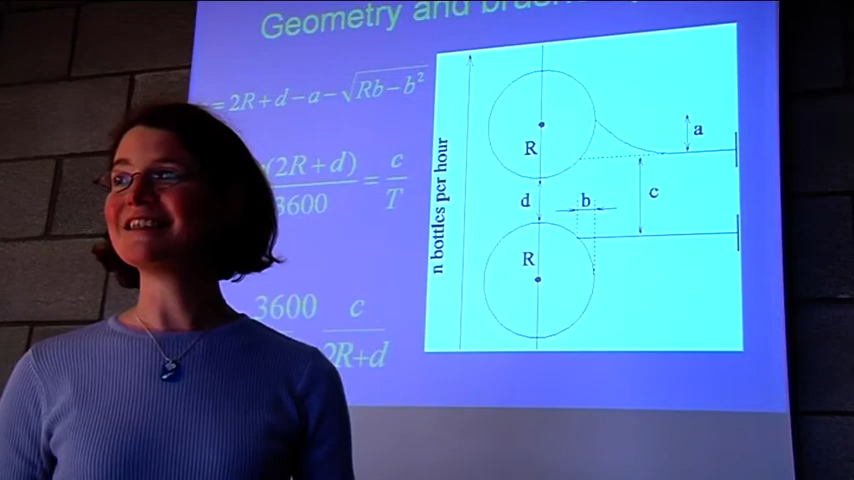 Geometry and
= 2R + d - a - √(Rb - b²)
(2R + d)
3600
= c
T
3600 c
2R + d
n bottles per hour
R
a
d
b
c
R